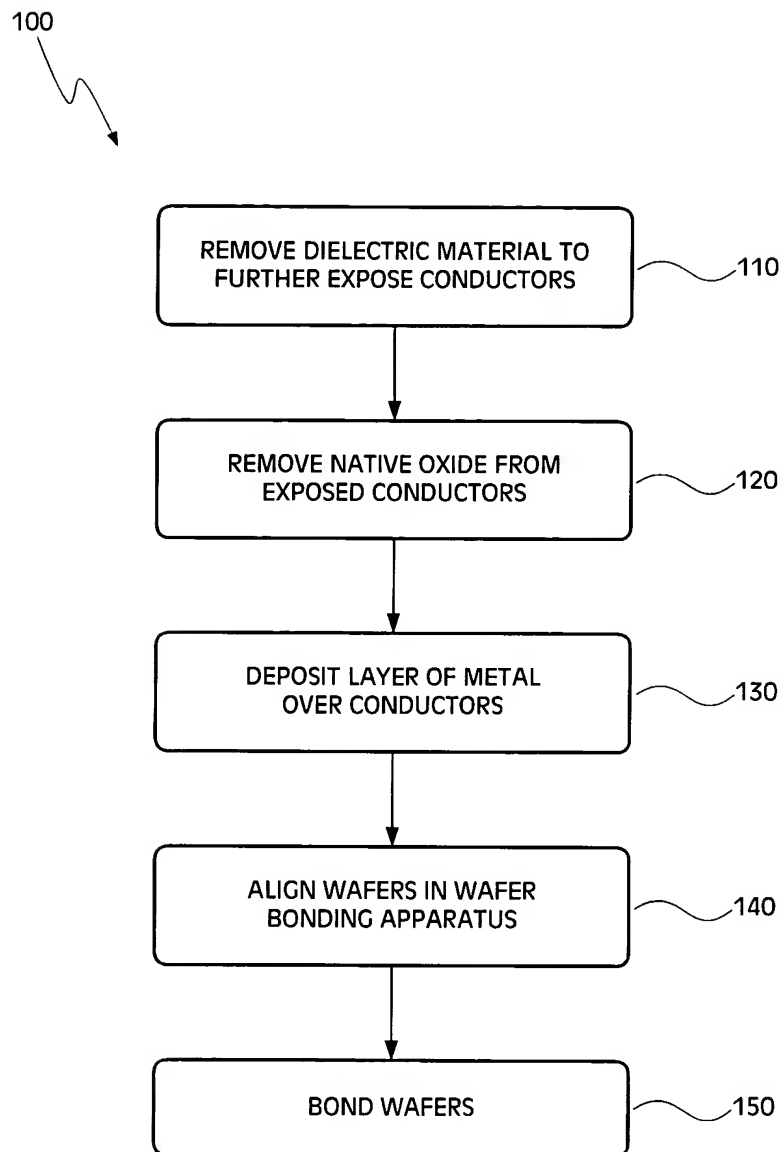 100
REMOVE DIELECTRIC MATERIAL TO
FURTHER EXPOSE CONDUCTORS
110
REMOVE NATIVE OXIDE FROM
EXPOSED CONDUCTORS
120
DEPOSIT LAYER OF METAL
OVER CONDUCTORS
130
ALIGN WAFERS IN WAFER
BONDING APPARATUS
140
BOND WAFERS
150